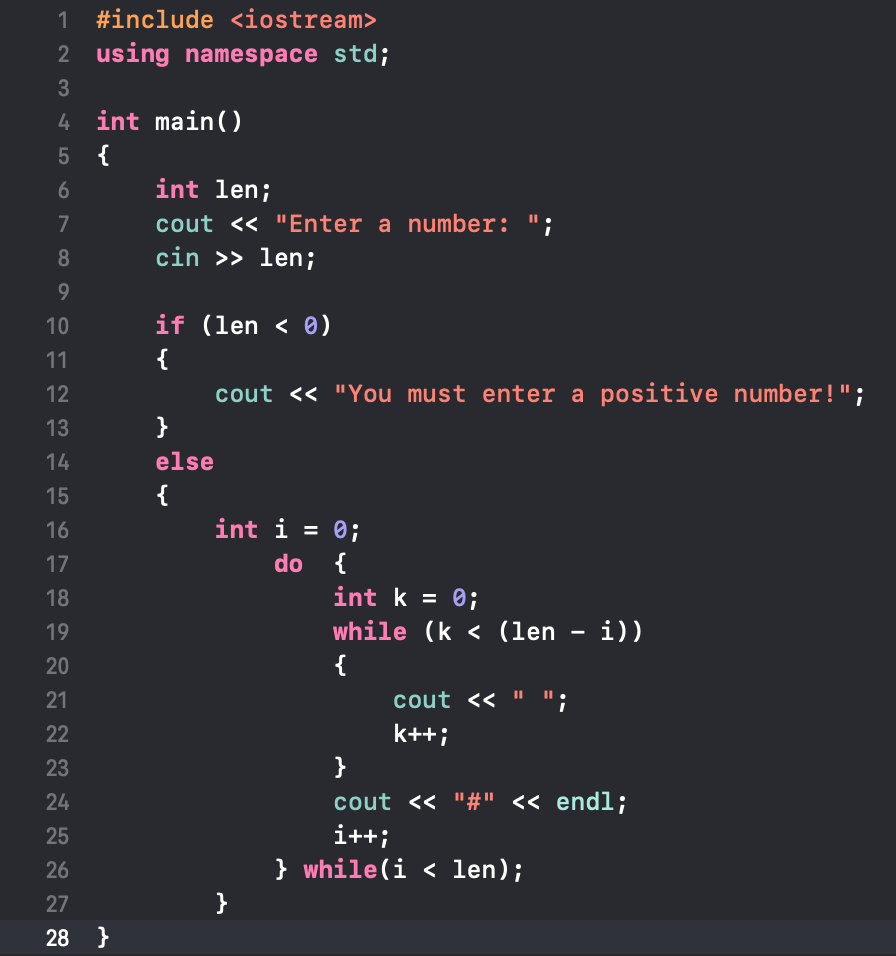 1 #include <iostream>
2 using namespace std;
3
4 int main()
5 {
6     int len;
7     cout << "Enter a number: ";
8     cin >> len;
9
10     if (len < 0)
11     {
12         cout << "You must enter a positive number!";
13     }
14     else
15     {
16         int i = 0;
17             do  {
18                 int k = 0;
19                 while (k < (len - i))
20                 {
21                     cout << " ";
22                     k++;
23                 }
24                 cout << "#" << endl;
25                 i++;
26             } while(i < len);
27         }
28 }